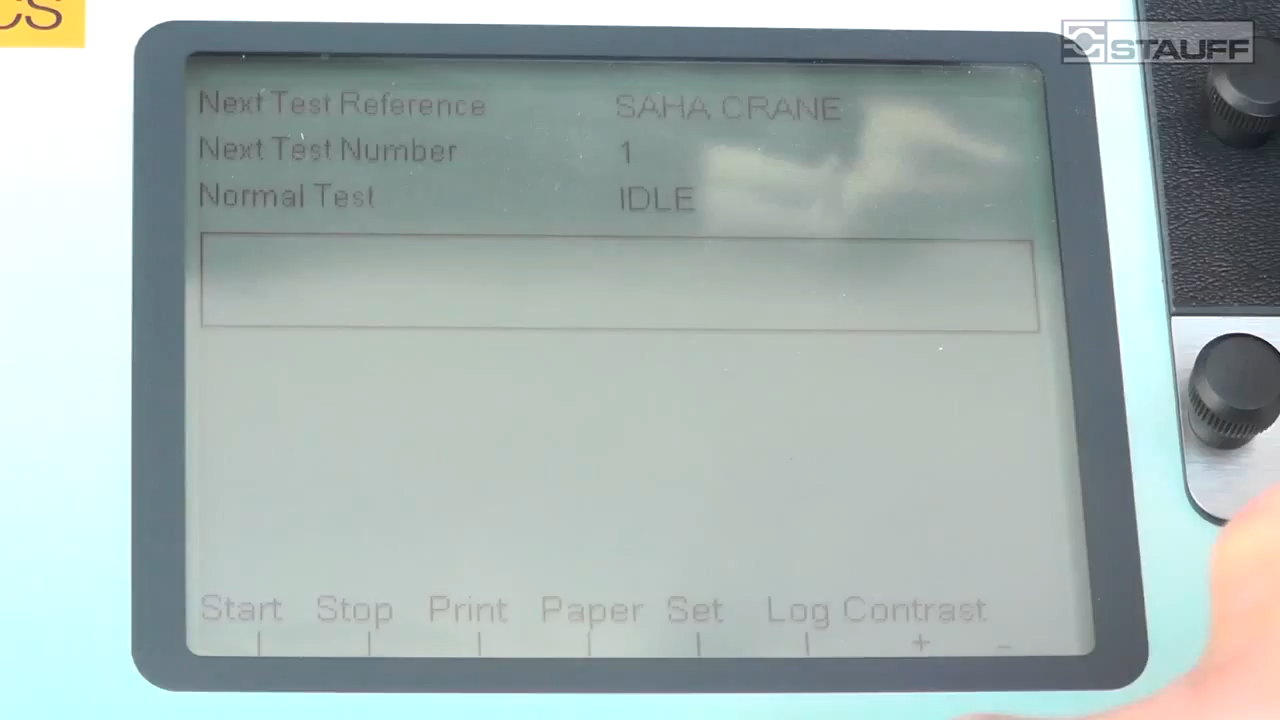 CS
STAUFF
Next Test Reference SAHA CRANE
Next Test Number 1
Normal Test IDLE
Start Stop Print Paper Set Log Contrast
+ −